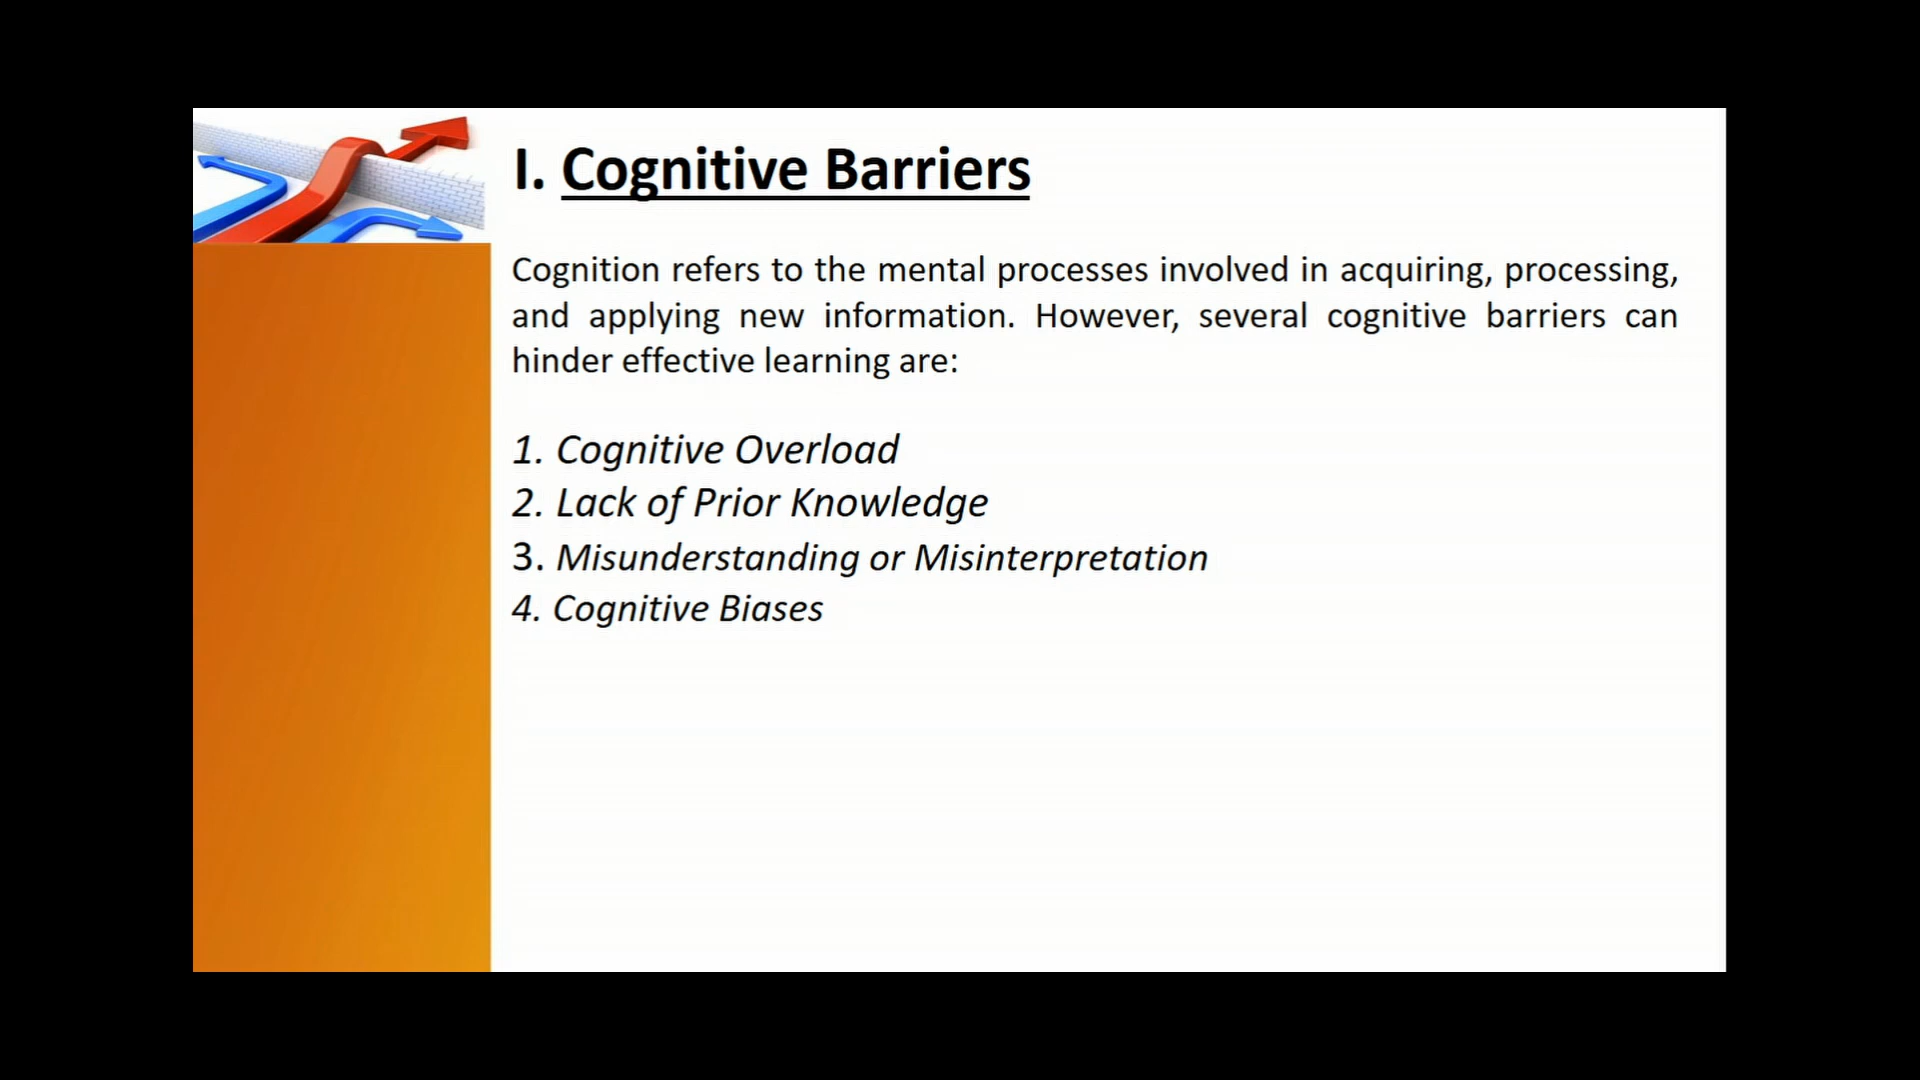 I. Cognitive Barriers
Cognition refers to the mental processes involved in acquiring, processing,
and applying new information. However, several cognitive barriers can
hinder effective learning are:
1. Cognitive Overload
2. Lack of Prior Knowledge
3. Misunderstanding or Misinterpretation
4. Cognitive Biases